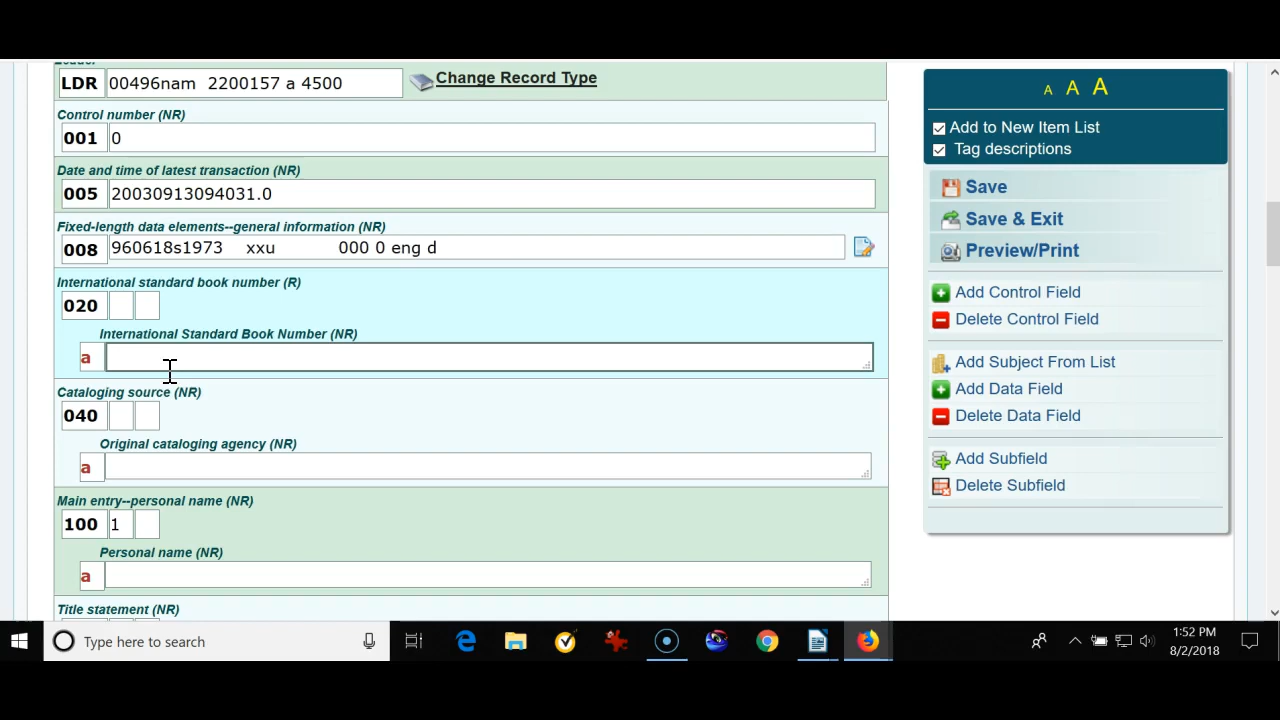 LDR 00496nam  2200157 a 4500 Change Record Type
Control number (NR)
001 0
Date and time of latest transaction (NR)
005 20030913094031.0
Fixed-length data elements--general information (NR)
008 960618s1973    xxu           000 0 eng d
International standard book number (R)
020
International Standard Book Number (NR)
a
Cataloging source (NR)
040
Original cataloging agency (NR)
a
Main entry--personal name (NR)
100 1
Personal name (NR)
a
Title statement (NR)
A A A
Add to New Item List
Tag descriptions
Save
Save & Exit
Preview/Print
Add Control Field
Delete Control Field
Add Subject From List
Add Data Field
Delete Data Field
Add Subfield
Delete Subfield
Type here to search
1:52 PM
8/2/2018